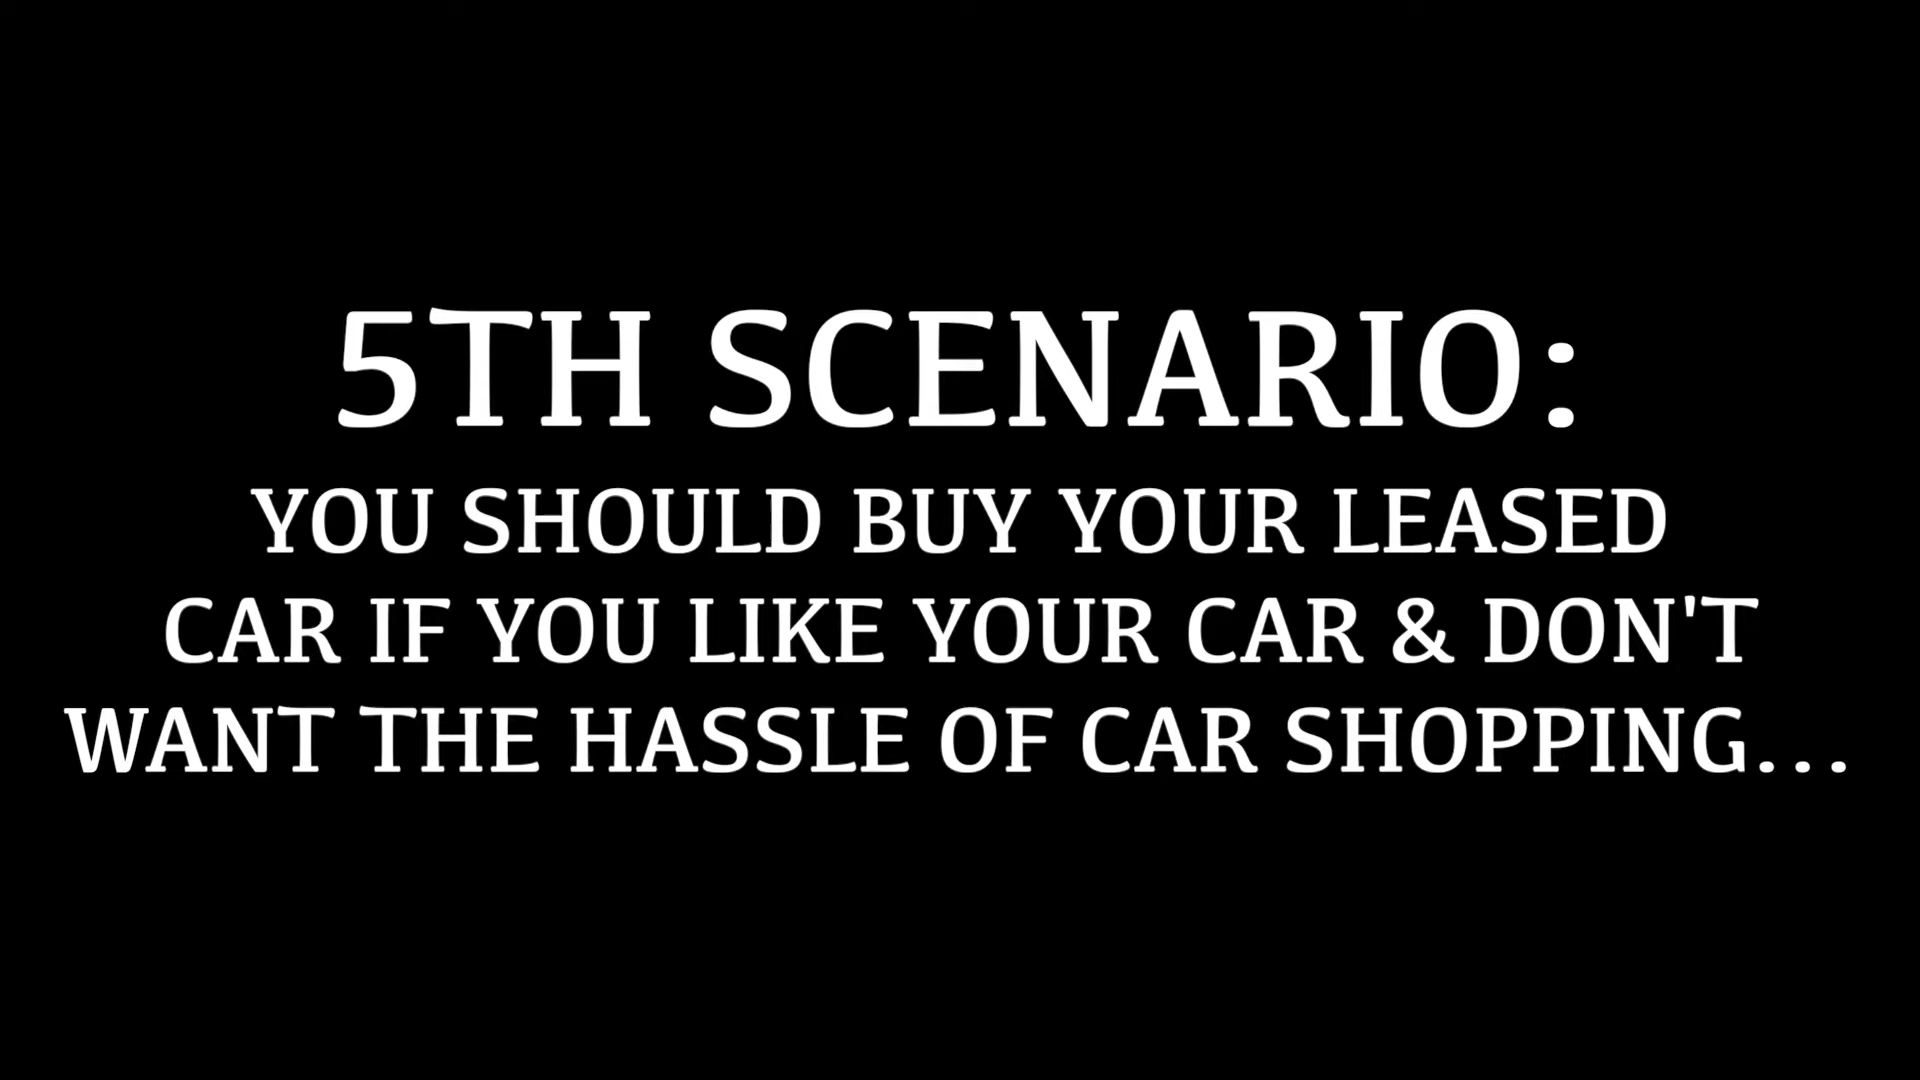 5TH SCENARIO:
YOU SHOULD BUY YOUR LEASED
CAR IF YOU LIKE YOUR CAR & DON'T
WANT THE HASSLE OF CAR SHOPPING...